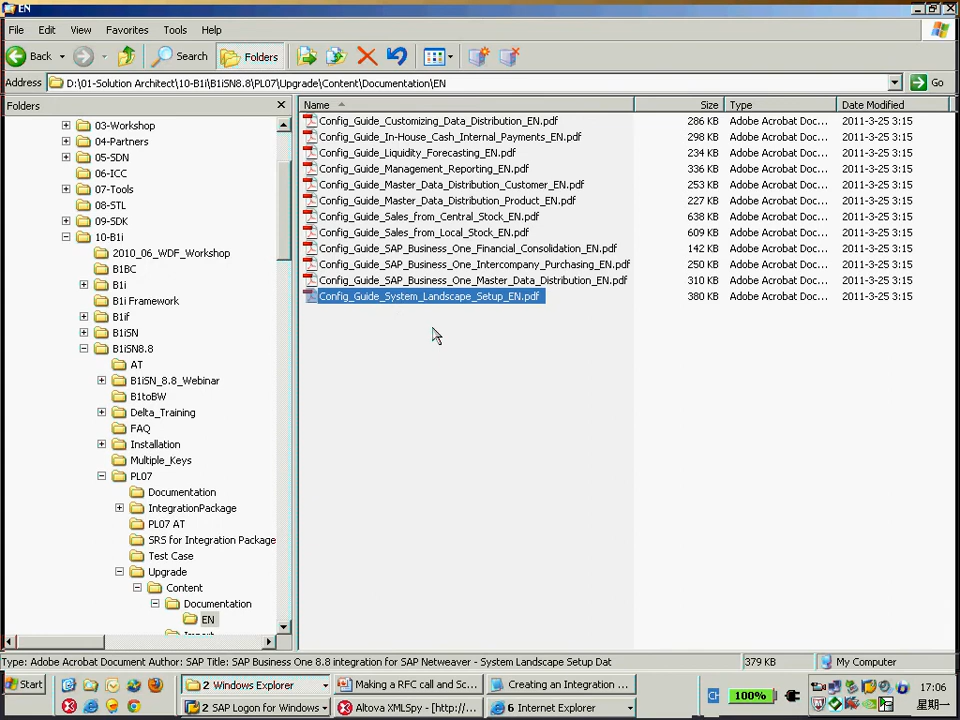 EN
File Edit View Favorites Tools Help
Back Search Folders
Address D:\01-Solution Architect\10-B1i\B1iSN8.8\PL07\Upgrade\Content\Documentation\EN Go
Folders
03-Workshop
04-Partners
05-SDN
06-ICC
07-Tools
08-STL
09-SDK
10-B1i
2010_06_WDF_Workshop
B1BC
B1i
B1i Framework
B1if
B1iSN
B1iSN8.8
AT
B1iSN_8.8_Webinar
B1toBW
Delta_Training
FAQ
Installation
Multiple_Keys
PL07
Documentation
IntegrationPackage
PL07 AT
SRS for Integration Package
Test Case
Upgrade
Content
Documentation
EN
Name Size Type Date Modified
Config_Guide_Customizing_Data_Distribution_EN.pdf 286 KB Adobe Acrobat Doc... 2011-3-25 3:15
Config_Guide_In-House_Cash_Internal_Payments_EN.pdf 298 KB Adobe Acrobat Doc... 2011-3-25 3:15
Config_Guide_Liquidity_Forecasting_EN.pdf 234 KB Adobe Acrobat Doc... 2011-3-25 3:15
Config_Guide_Management_Reporting_EN.pdf 336 KB Adobe Acrobat Doc... 2011-3-25 3:15
Config_Guide_Master_Data_Distribution_Customer_EN.pdf 253 KB Adobe Acrobat Doc... 2011-3-25 3:15
Config_Guide_Master_Data_Distribution_Product_EN.pdf 227 KB Adobe Acrobat Doc... 2011-3-25 3:15
Config_Guide_Sales_from_Central_Stock_EN.pdf 638 KB Adobe Acrobat Doc... 2011-3-25 3:15
Config_Guide_Sales_from_Local_Stock_EN.pdf 609 KB Adobe Acrobat Doc... 2011-3-25 3:15
Config_Guide_SAP_Business_One_Financial_Consolidation_EN.pdf 142 KB Adobe Acrobat Doc... 2011-3-25 3:15
Config_Guide_SAP_Business_One_Intercompany_Purchasing_EN.pdf 250 KB Adobe Acrobat Doc... 2011-3-25 3:15
Config_Guide_SAP_Business_One_Master_Data_Distribution_EN.pdf 310 KB Adobe Acrobat Doc... 2011-3-25 3:15
Config_Guide_System_Landscape_Setup_EN.pdf 380 KB Adobe Acrobat Doc... 2011-3-25 3:15
Type: Adobe Acrobat Document Author: SAP Title: SAP Business One 8.8 integration for SAP Netweaver - System Landscape Setup Dat 379 KB My Computer
Start 2 Windows Explorer Making a RFC call and Sc... Creating an Integration ... 100% 17:06
2 SAP Logon for Windows Altova XMLSpy - [http://... 6 Internet Explorer 星期一